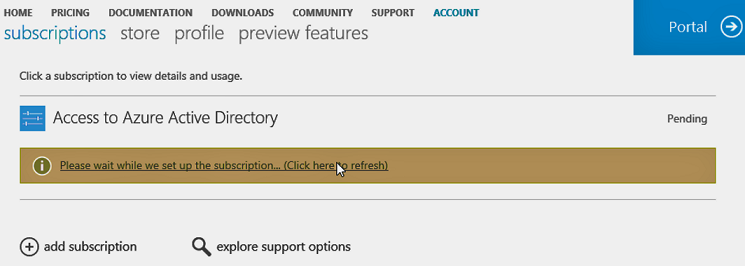 HOME PRICING DOCUMENTATION DOWNLOADS COMMUNITY SUPPORT ACCOUNT
subscriptions store profile preview features
Portal
Click a subscription to view details and usage.
Access to Azure Active Directory
Pending
Please wait while we set up the subscription... (Click here to refresh)
add subscription
explore support options